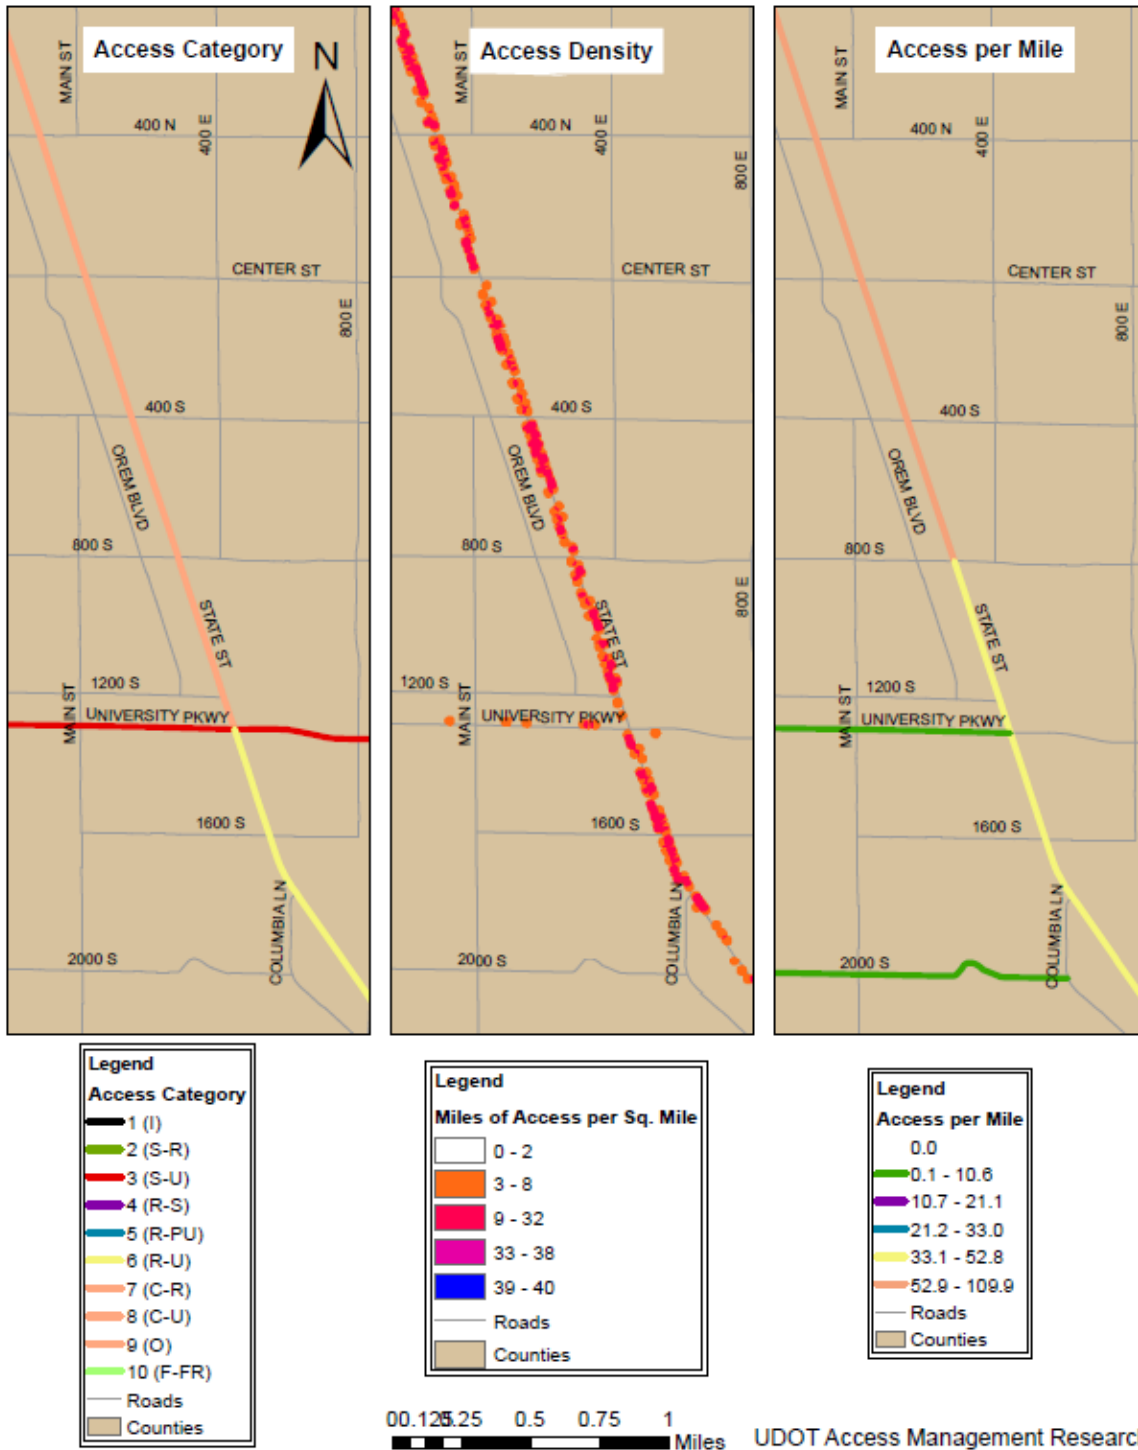 Access Category
N
MAIN ST
400 N
400 E
CENTER ST
800 E
400 S
OREM BLVD
800 S
STATE ST
1200 S
MAIN ST
UNIVERSITY PKWY
1600 S
COLUMBIA LN
2000 S
Access Density
MAIN ST
400 N
400 E
800 E
CENTER ST
400 S
OREM BLVD
800 S
800 E
STATE ST
1200 S
MAIN ST
UNIVERSITY PKWY
1600 S
COLUMBIA LN
2000 S
Access per Mile
MAIN ST
400 N
400 E
CENTER ST
800 E
400 S
OREM BLVD
800 S
STATE ST
1200 S
MAIN ST
UNIVERSITY PKWY
1600 S
COLUMBIA LN
2000 S
Legend
Access Category
1 (I)
2 (S-R)
3 (S-U)
4 (R-S)
5 (R-PU)
6 (R-U)
7 (C-R)
8 (C-U)
9 (O)
10 (F-FR)
Roads
Counties
Legend
Miles of Access per Sq. Mile
0 - 2
3 - 8
9 - 32
33 - 38
39 - 40
Roads
Counties
Legend
Access per Mile
0.0
0.1 - 10.6
10.7 - 21.1
21.2 - 33.0
33.1 - 52.8
52.9 - 109.9
Roads
Counties
0 0.125 0.25 0.5 0.75 1
Miles
UDOT Access Management Researc